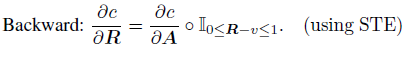 Backward: ∂c/∂R = ∂c/∂A ∘ 𝕀_{0≤R−v≤1}. (using STE)